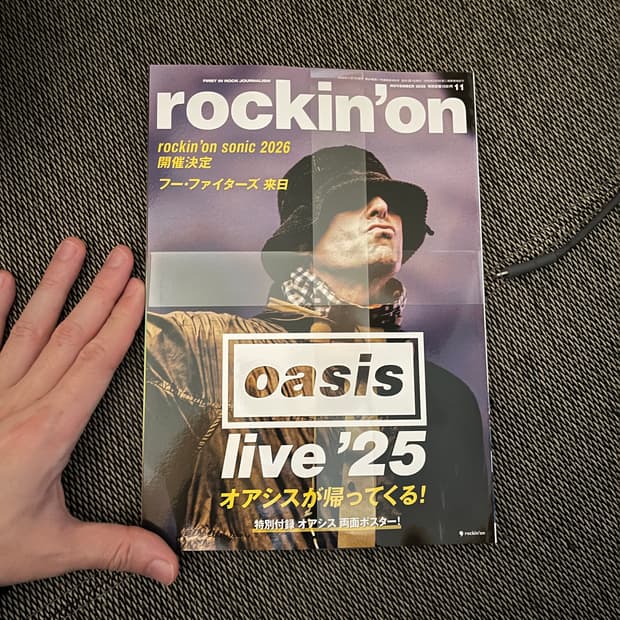 FIRST IN ROCK JOURNALISM
NOVEMBER 2025
11
rockin'on
rockin'on sonic 2026
開催決定
フー・ファイターズ 来日
oasis
live '25
オアシスが帰ってくる!
特別付録 オアシス 両面ポスター!
rockin'on